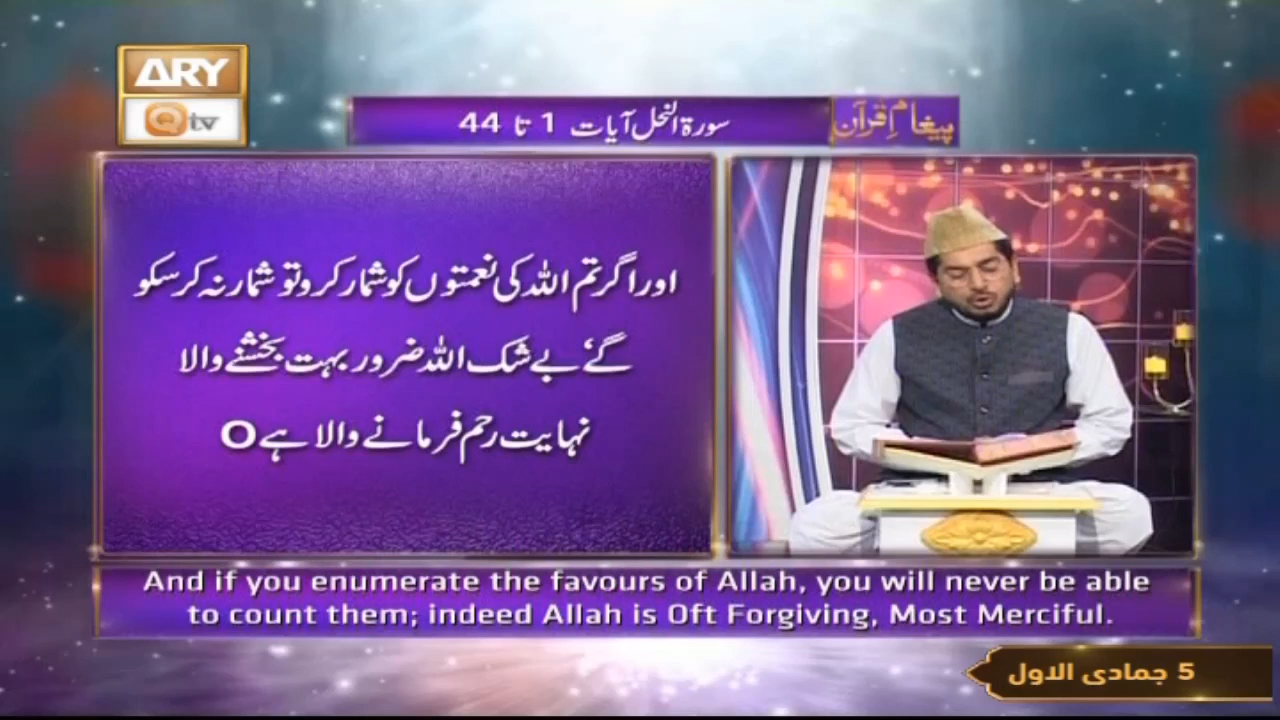 ARY
Qtv
سورۃ النحل آیات 1 تا 44
پیغامِ قرآن
اور اگر تم اللہ کی نعمتوں کو شمار کرو تو شمار نہ کر سکو
گے، بے شک اللہ ضرور بہت بخشنے والا
نہایت رحم فرمانے والا ہے O
And if you enumerate the favours of Allah, you will never be able
to count them; indeed Allah is Oft Forgiving, Most Merciful.
5 جمادی الاول